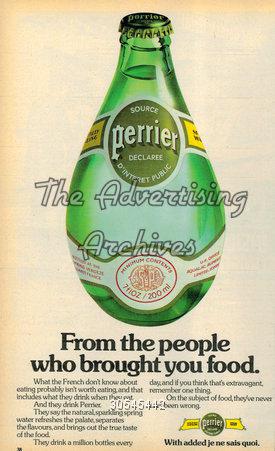 perrier
SOURCE
perrier
DECLAREE
D'INTERET PUBLIC
MINIMUM CONTENTS
7 FL OZ / 200 ml
The Advertising
Archives
From the people
who brought you food.
What the French don't know about
eating probably isn't worth eating, and that
includes what they drink when they eat.
And they drink Perrier.
They say the natural, sparkling spring
water refreshes the palate, separates
the flavours, and brings out the true taste
of the food.
They drink a million bottles every
day, and if you think that's extravagant,
remember one thing.
On the subject of food, they've never
been wrong.
30545441
perrier
With added je ne sais quoi.